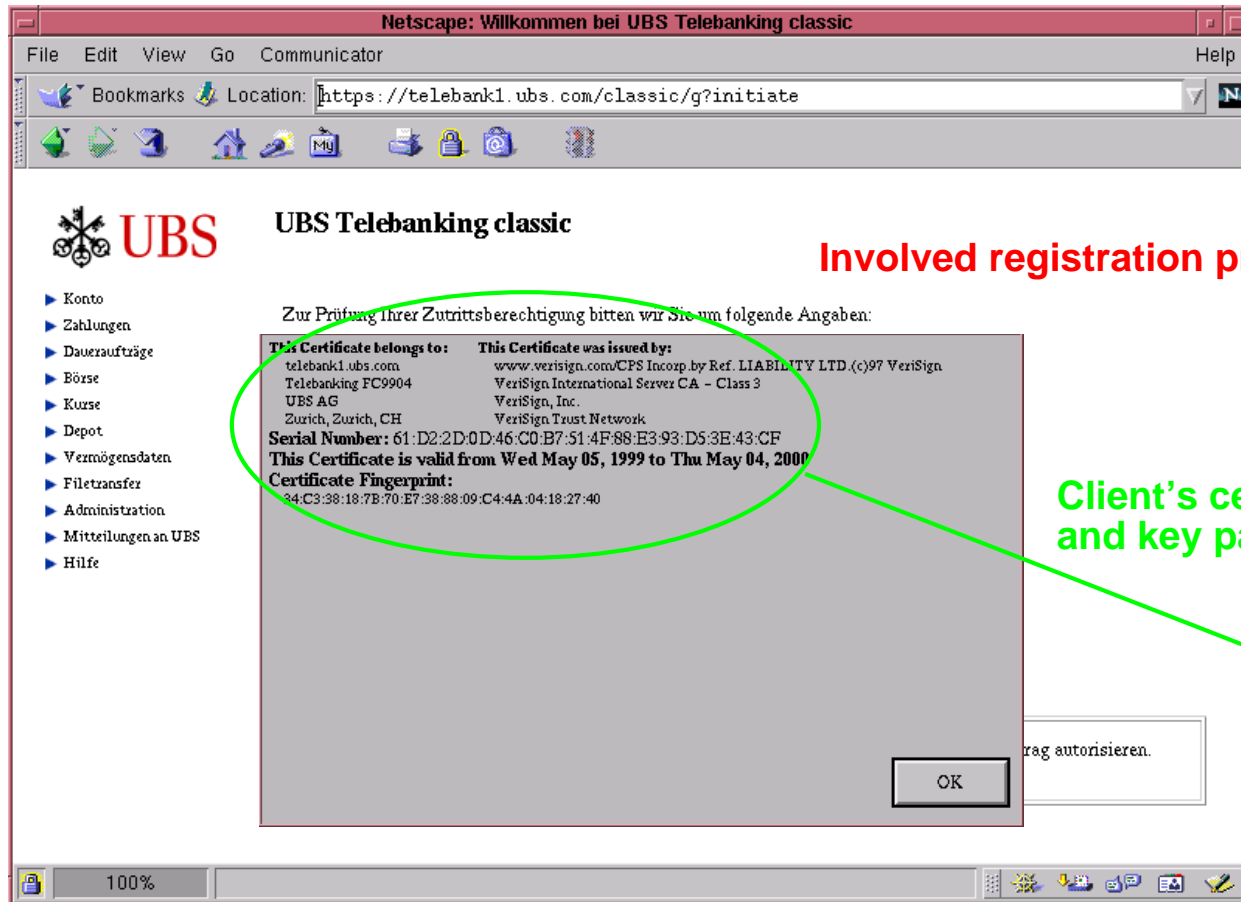 Netscape: Willkommen bei UBS Telebanking classic
File Edit View Go Communicator Help
Bookmarks Location: https://telebank1.ubs.com/classic/g?initiate
My
N
UBS
UBS Telebanking classic
Involved registration p
Konto
Zahlungen
Daueraufträge
Börse
Kurse
Depot
Vermögensdaten
Filetransfer
Administration
Mitteilungen an UBS
Hilfe
Zur Prüfung Ihrer Zutrittsberechtigung bitten wir Sie um folgende Angaben:
This Certificate belongs to: This Certificate was issued by:
telebank1.ubs.com www.verisign.com/CPS Incorp.by Ref. LIABILITY LTD.(c)97 VeriSign
Telebanking FC9904 VeriSign International Server CA - Class 3
UBS AG VeriSign, Inc.
Zurich, Zurich, CH VeriSign Trust Network
Serial Number: 61:D2:2D:0D:46:C0:B7:51:4F:88:E3:93:D5:3E:43:CF
This Certificate is valid from Wed May 05, 1999 to Thu May 04, 2000
Certificate Fingerprint:
34:C3:38:18:7B:70:E7:38:88:09:C4:4A:04:18:27:40
Client's ce
and key pa
rag autorisieren.
OK
100%